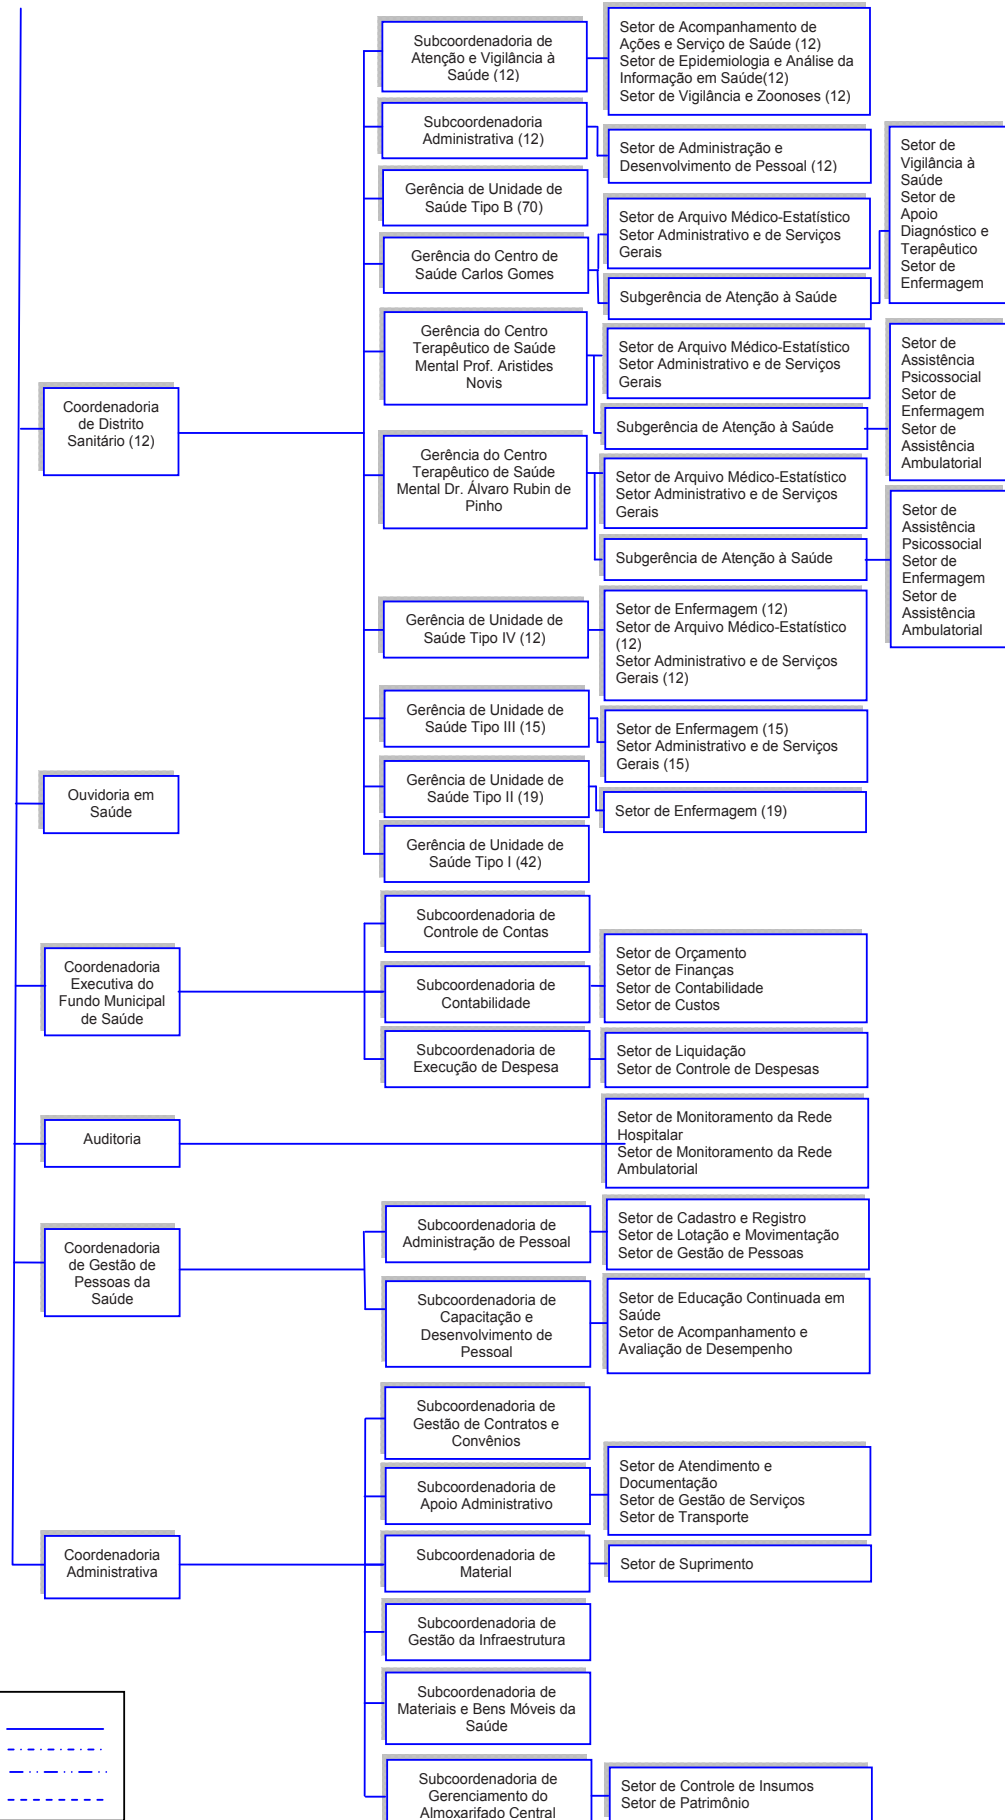 Subcoordenadoria de
Atenção e Vigilância à
Saúde (12)
Setor de Acompanhamento de
Ações e Serviço de Saúde (12)
Setor de Epidemiologia e Análise da
Informação em Saúde(12)
Setor de Vigilância e Zoonoses (12)
Subcoordenadoria
Administrativa (12)
Setor de Administração e
Desenvolvimento de Pessoal (12)
Gerência de Unidade de
Saúde Tipo B (70)
Gerência do Centro de
Saúde Carlos Gomes
Setor de Arquivo Médico-Estatístico
Setor Administrativo e de Serviços
Gerais
Subgerência de Atenção à Saúde
Setor de
Vigilância à
Saúde
Setor de
Apoio
Diagnóstico e
Terapêutico
Setor de
Enfermagem
Gerência do Centro
Terapêutico de Saúde
Mental Prof. Aristides
Novis
Setor de Arquivo Médico-Estatístico
Setor Administrativo e de Serviços
Gerais
Subgerência de Atenção à Saúde
Setor de
Assistência
Psicossocial
Setor de
Enfermagem
Setor de
Assistência
Ambulatorial
Coordenadoria
de Distrito
Sanitário (12)
Gerência do Centro
Terapêutico de Saúde
Mental Dr. Álvaro Rubin de
Pinho
Setor de Arquivo Médico-Estatístico
Setor Administrativo e de Serviços
Gerais
Subgerência de Atenção à Saúde
Setor de
Assistência
Psicossocial
Setor de
Enfermagem
Setor de
Assistência
Ambulatorial
Gerência de Unidade de
Saúde Tipo IV (12)
Setor de Enfermagem (12)
Setor de Arquivo Médico-Estatístico
(12)
Setor Administrativo e de Serviços
Gerais (12)
Gerência de Unidade de
Saúde Tipo III (15)
Setor de Enfermagem (15)
Setor Administrativo e de Serviços
Gerais (15)
Gerência de Unidade de
Saúde Tipo II (19)
Setor de Enfermagem (19)
Gerência de Unidade de
Saúde Tipo I (42)
Ouvidoria em
Saúde
Coordenadoria
Executiva do
Fundo Municipal
de Saúde
Subcoordenadoria de
Controle de Contas
Subcoordenadoria de
Contabilidade
Setor de Orçamento
Setor de Finanças
Setor de Contabilidade
Setor de Custos
Subcoordenadoria de
Execução de Despesa
Setor de Liquidação
Setor de Controle de Despesas
Auditoria
Setor de Monitoramento da Rede
Hospitalar
Setor de Monitoramento da Rede
Ambulatorial
Coordenadoria
de Gestão de
Pessoas da
Saúde
Subcoordenadoria de
Administração de Pessoal
Setor de Cadastro e Registro
Setor de Lotação e Movimentação
Setor de Gestão de Pessoas
Subcoordenadoria de
Capacitação e
Desenvolvimento de
Pessoal
Setor de Educação Continuada em
Saúde
Setor de Acompanhamento e
Avaliação de Desempenho
Coordenadoria
Administrativa
Subcoordenadoria de
Gestão de Contratos e
Convênios
Subcoordenadoria de
Apoio Administrativo
Setor de Atendimento e
Documentação
Setor de Gestão de Serviços
Setor de Transporte
Subcoordenadoria de
Material
Setor de Suprimento
Subcoordenadoria de
Gestão da Infraestrutura
Subcoordenadoria de
Materiais e Bens Móveis da
Saúde
Subcoordenadoria de
Gerenciamento do
Almoxarifado Central
Setor de Controle de Insumos
Setor de Patrimônio